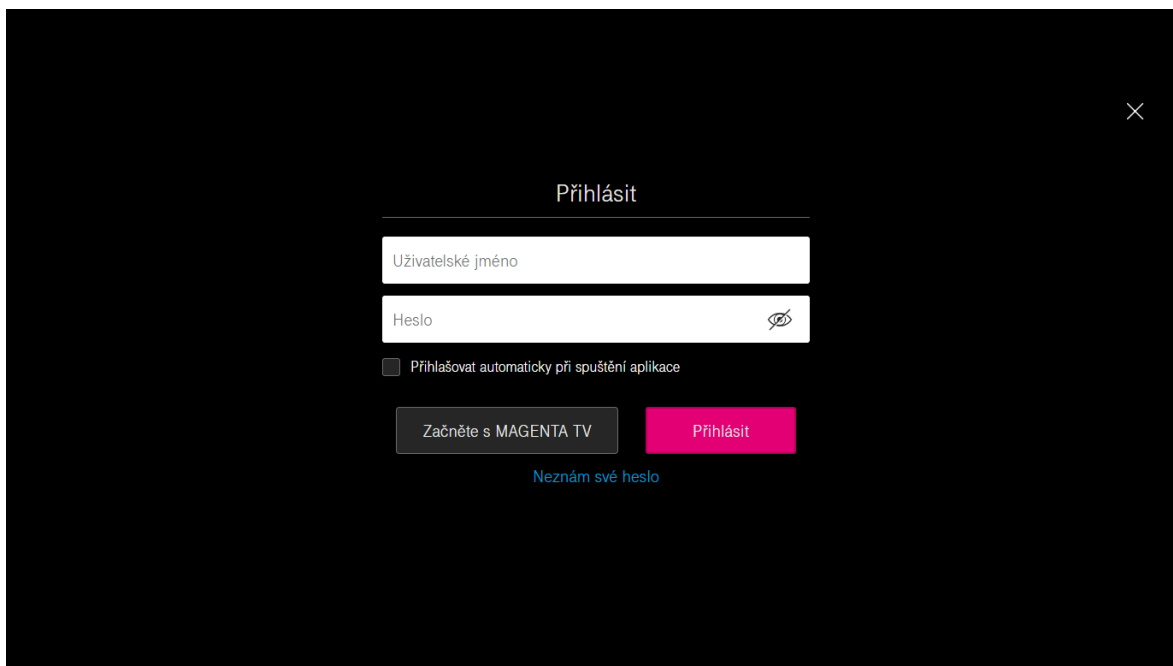 Přihlásit
Uživatelské jméno
Heslo
Přihlašovat automaticky při spuštění aplikace
Začněte s MAGENTA TV
Přihlásit
Neznám své heslo